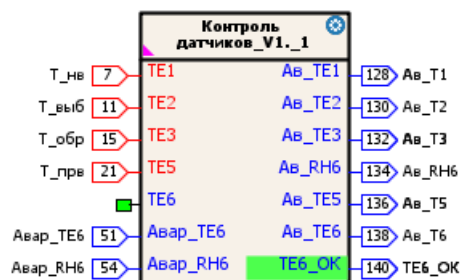 Контроль
датчиков_V1._1
Т_нв 7 TE1 Ав_TE1 128 Ав_Т1
Т_выб 11 TE2 Ав_TE2 130 Ав_Т2
Т_обр 15 TE3 Ав_TE3 132 Ав_Т3
Т_прв 21 TE5 Ав_RH6 134 Ав_RH6
TE6 Ав_TE5 136 Ав_Т5
Авар_TE6 51 Авар_TE6 Ав_TE6 138 Ав_Т6
Авар_RH6 54 Авар_RH6 TE6_OK 140 TE6_OK